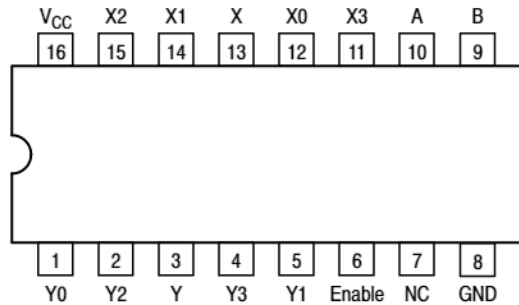 VCC X2 X1 X X0 X3 A B
16 15 14 13 12 11 10 9
1 2 3 4 5 6 7 8
Y0 Y2 Y Y3 Y1 Enable NC GND